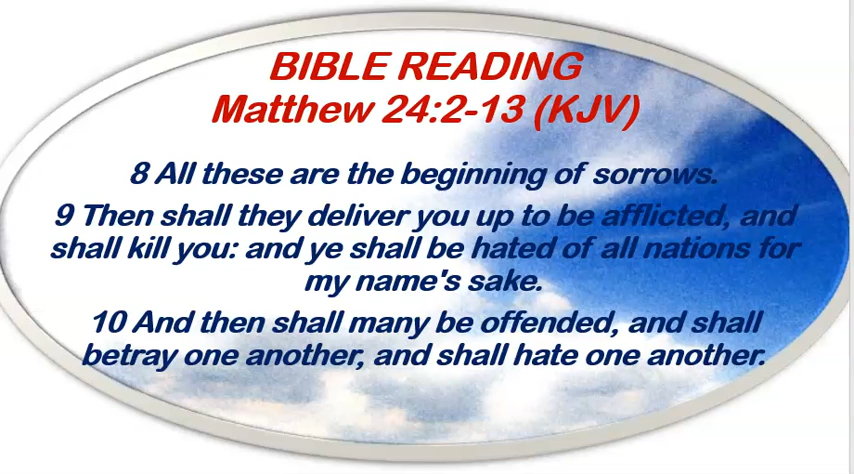 BIBLE READING
Matthew 24:2-13 (KJV)
8 All these are the beginning of sorrows.
9 Then shall they deliver you up to be afflicted, and
shall kill you: and ye shall be hated of all nations for
my name's sake.
10 And then shall many be offended, and shall
betray one another, and shall hate one another.